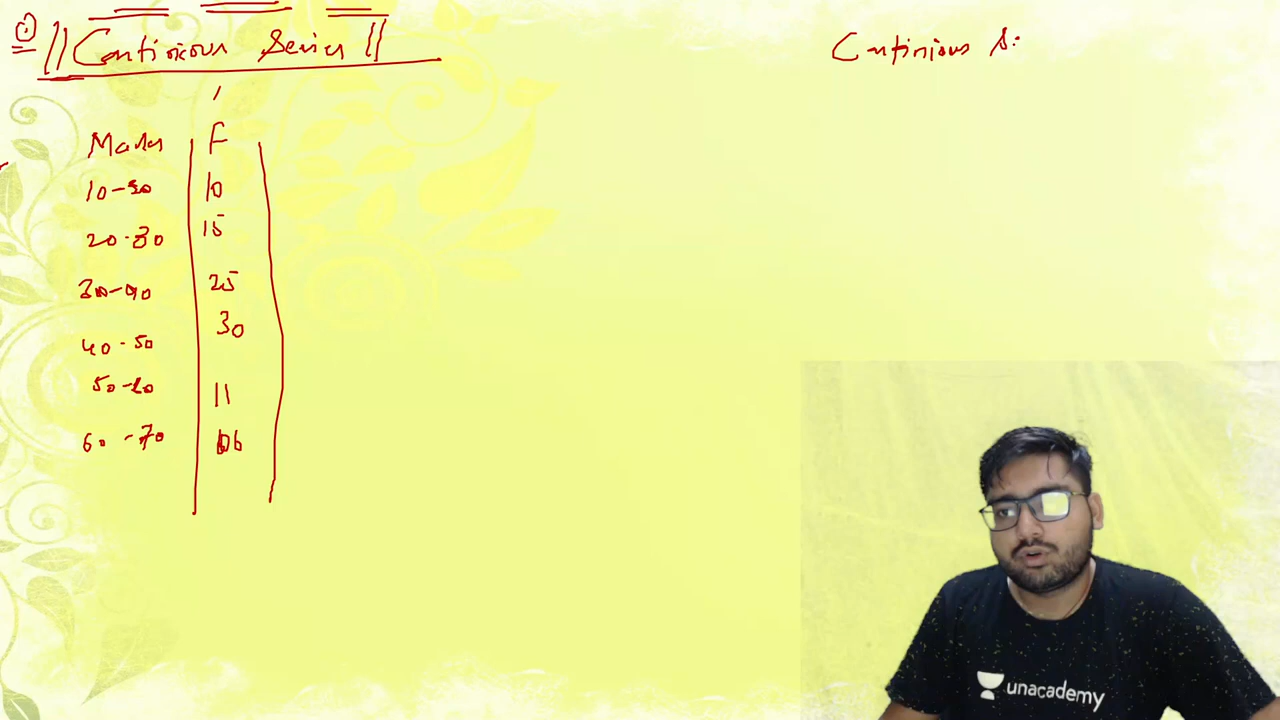 ① || Continious Series ||
Continious S:
Marks F
10-20 10
20-30 15
30-40 25
40-50 30
50-60 11
60-70 06
unacademy